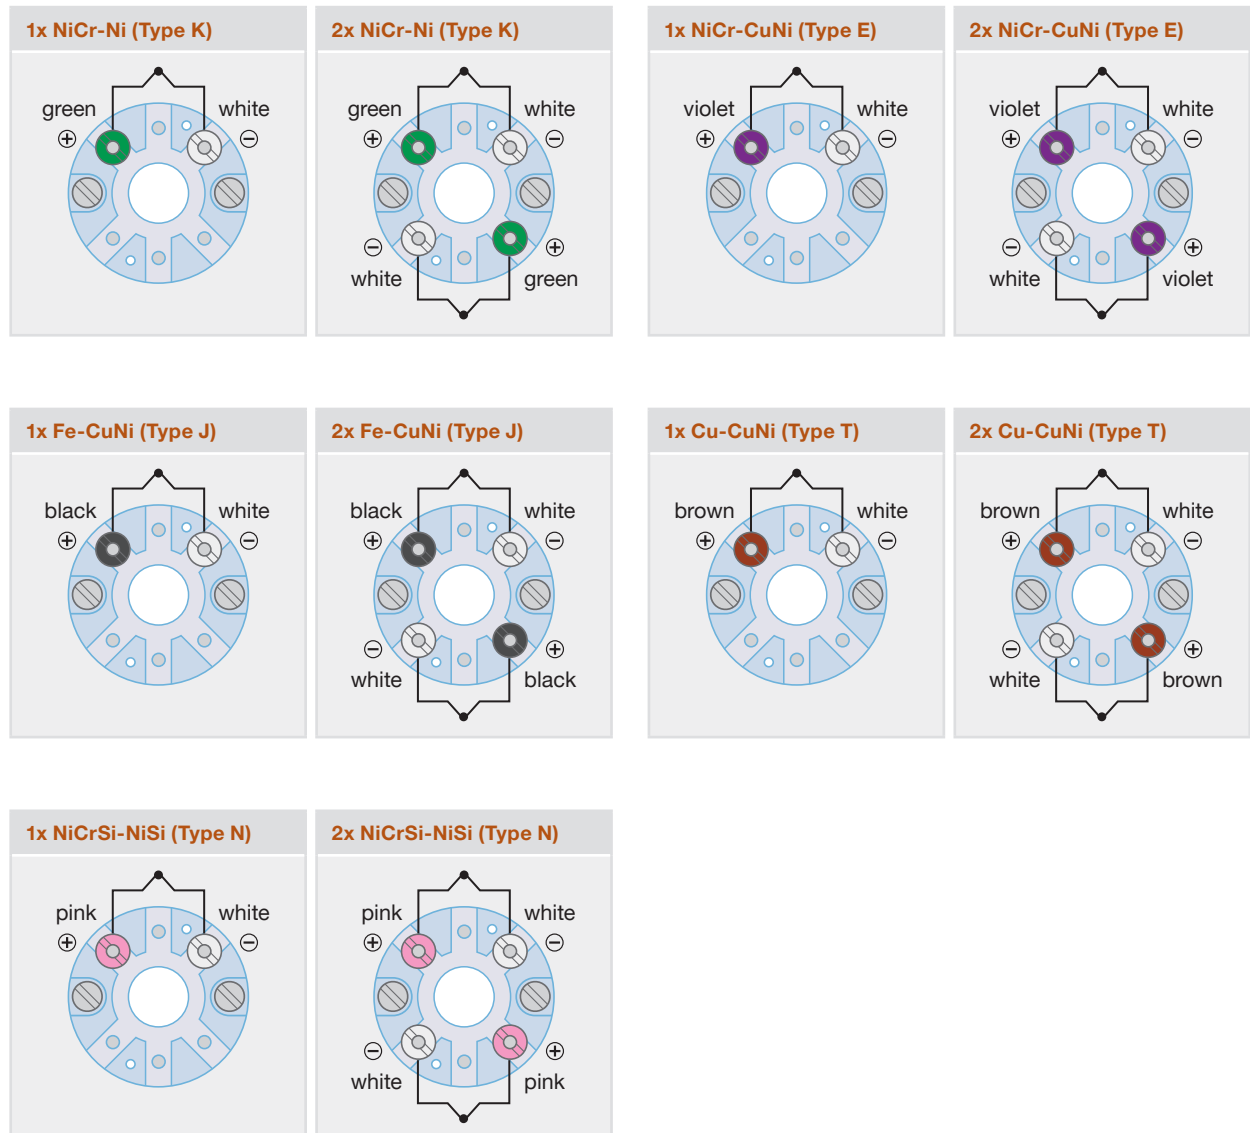 1x NiCr-Ni (Type K)
green
white
+
−
2x NiCr-Ni (Type K)
green
white
+
−
−
+
white
green
1x NiCr-CuNi (Type E)
violet
white
+
−
2x NiCr-CuNi (Type E)
violet
white
+
−
−
+
white
violet
1x Fe-CuNi (Type J)
black
white
+
−
2x Fe-CuNi (Type J)
black
white
+
−
−
+
white
black
1x Cu-CuNi (Type T)
brown
white
+
−
2x Cu-CuNi (Type T)
brown
white
+
−
−
+
white
brown
1x NiCrSi-NiSi (Type N)
pink
white
+
−
2x NiCrSi-NiSi (Type N)
pink
white
+
−
−
+
white
pink